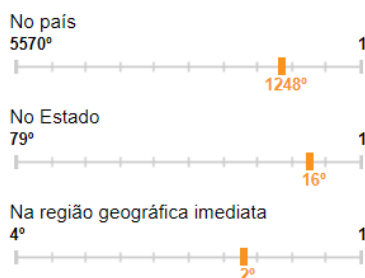 No país
5570º 1
1248º
No Estado
79º 1
16º
Na região geográfica imediata
4º 1
2º